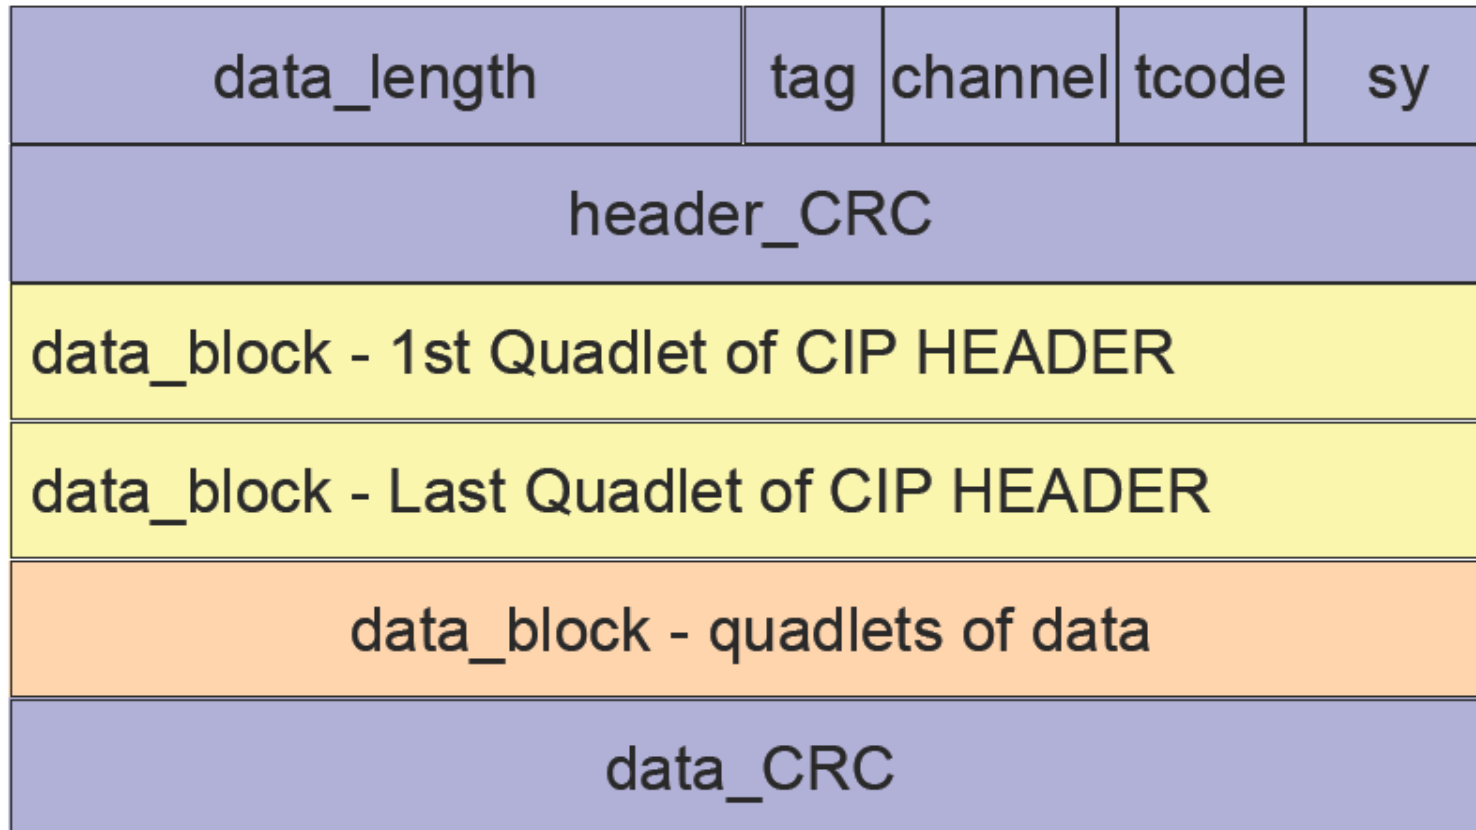 data_length tag channel tcode sy
header_CRC
data_block - 1st Quadlet of CIP HEADER
data_block - Last Quadlet of CIP HEADER
data_block - quadlets of data
data_CRC